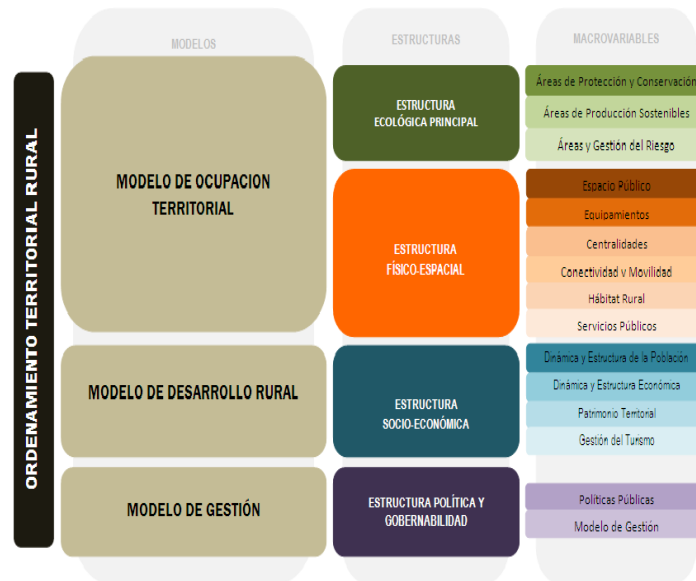 MODELOS
ESTRUCTURAS
MACROVARIABLES
ORDENAMIENTO TERRITORIAL RURAL
MODELO DE OCUPACION
TERRITORIAL
ESTRUCTURA
ECOLÓGICA PRINCIPAL
Áreas de Protección y Conservación
Áreas de Producción Sostenibles
Áreas y Gestión del Riesgo
ESTRUCTURA
FÍSICO-ESPACIAL
Espacio Público
Equipamientos
Centralidades
Conectividad y Movilidad
Hábitat Rural
Servicios Públicos
MODELO DE DESARROLLO RURAL
ESTRUCTURA
SOCIO-ECONÓMICA
Dinámica y Estructura de la Población
Dinámica y Estructura Económica
Patrimonio Territorial
Gestión del Turismo
MODELO DE GESTIÓN
ESTRUCTURA POLÍTICA Y
GOBERNABILIDAD
Políticas Públicas
Modelo de Gestión